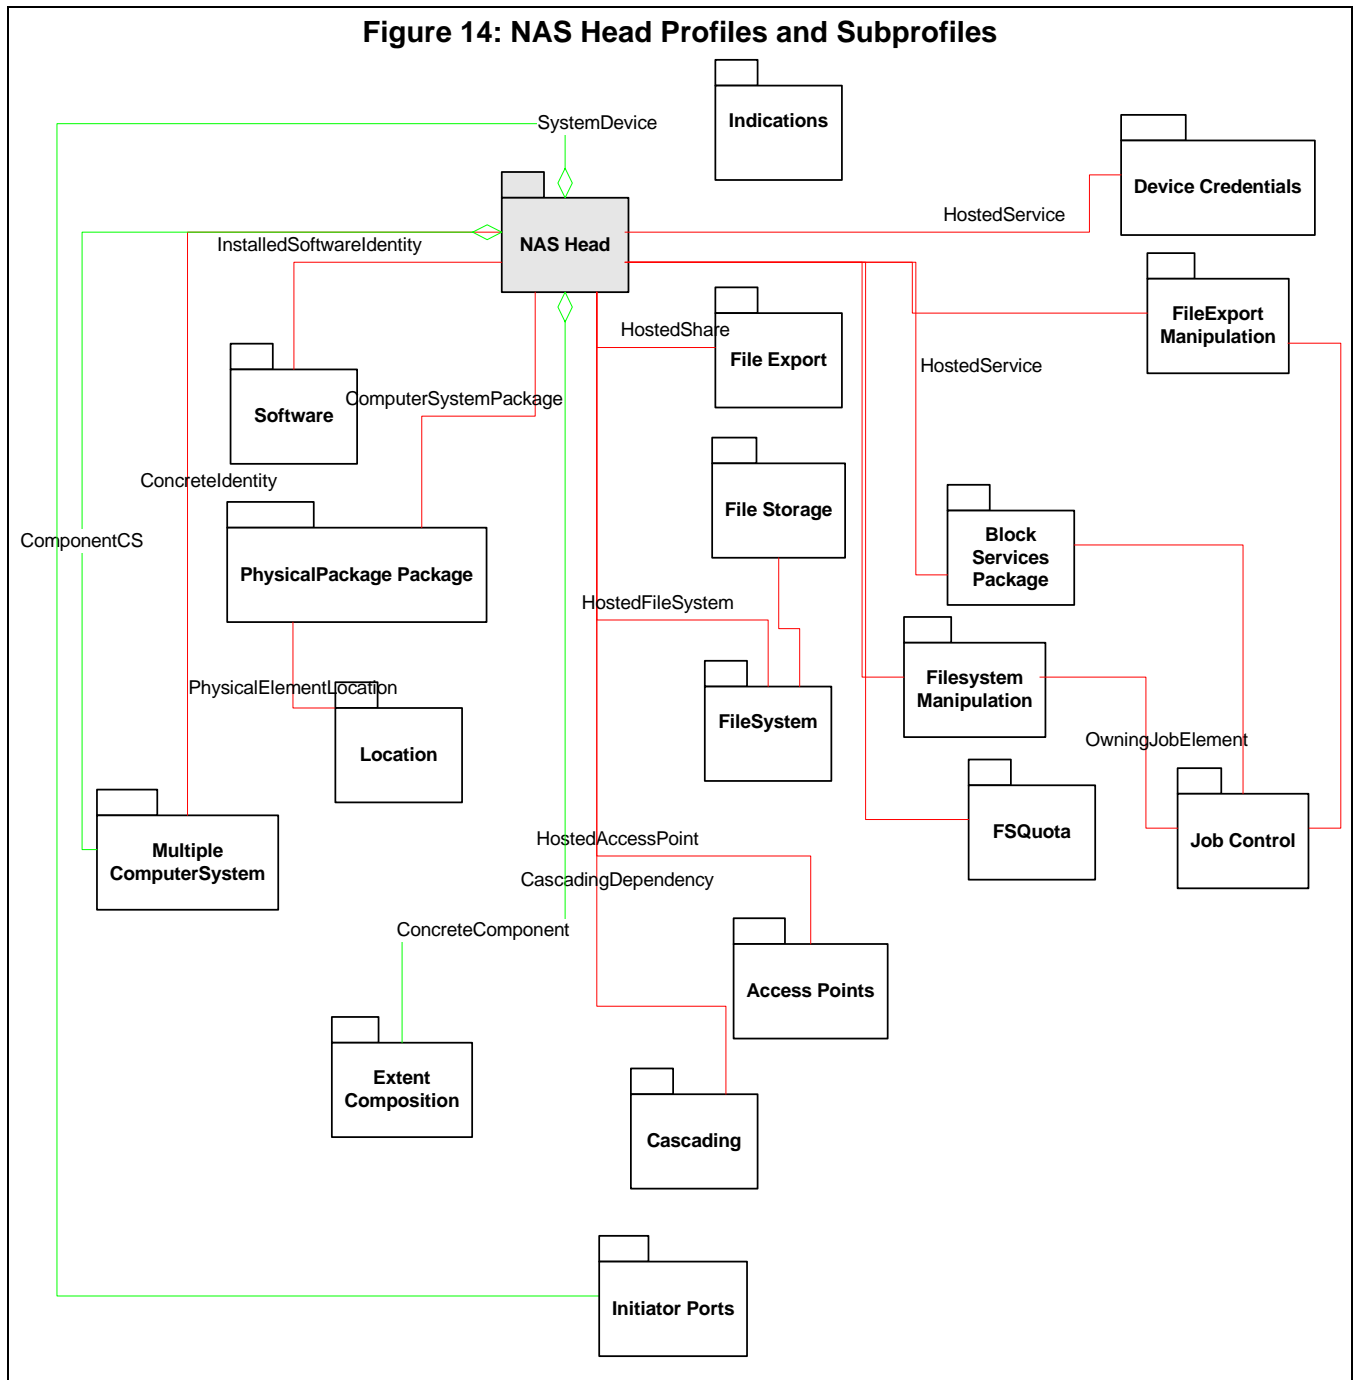 Figure 14: NAS Head Profiles and Subprofiles
Indications
SystemDevice
Device Credentials
HostedService
NAS Head
InstalledSoftwareIdentity
FileExport
Manipulation
HostedShare
File Export
HostedService
Software
ComputerSystemPackage
ConcreteIdentity
File Storage
ComponentCS
Block
Services
Package
PhysicalPackage Package
HostedFileSystem
PhysicalElementLocation
Filesystem
Manipulation
FileSystem
Location
OwningJobElement
FSQuota
Job Control
HostedAccessPoint
Multiple
ComputerSystem
CascadingDependency
ConcreteComponent
Access Points
Extent
Composition
Cascading
Initiator Ports